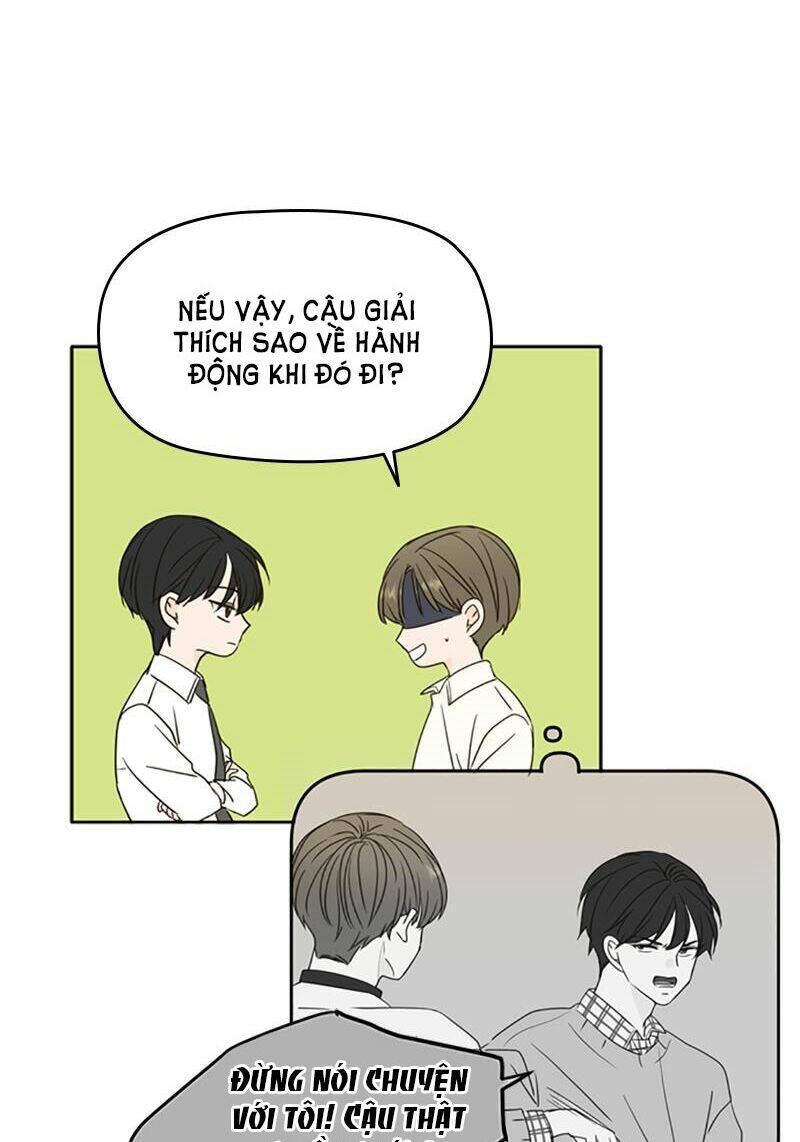 NẾU VẬY, CẬU GIẢI
THÍCH SAO VỀ HÀNH
ĐỘNG KHI ĐÓ ĐI?
ĐỪNG NÓI CHUYỆN
VỚI TÔI! CẬU THẬT